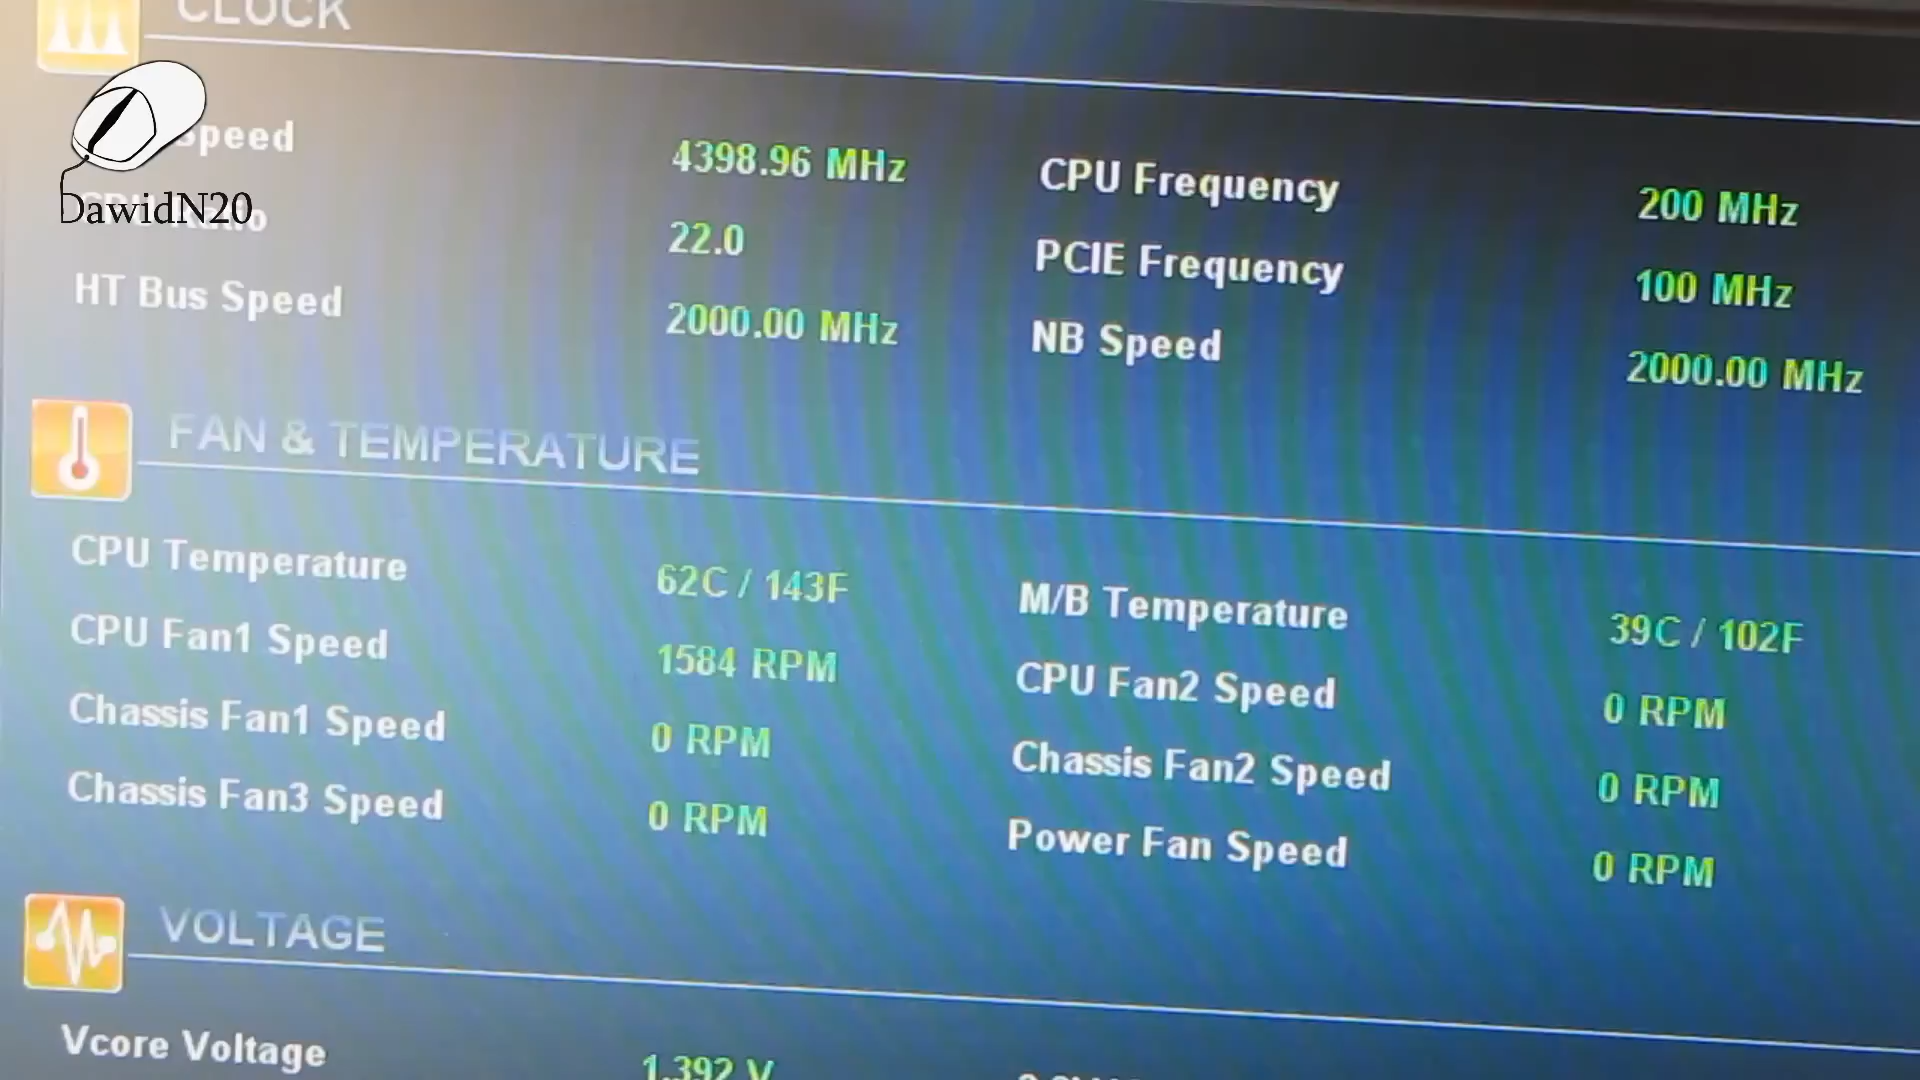 CLOCK
Speed 4398.96 MHz CPU Frequency 200 MHz
DawidN20
CPU Ratio 22.0 PCIE Frequency 100 MHz
HT Bus Speed 2000.00 MHz NB Speed 2000.00 MHz
FAN & TEMPERATURE
CPU Temperature 62C / 143F M/B Temperature 39C / 102F
CPU Fan1 Speed 1584 RPM CPU Fan2 Speed 0 RPM
Chassis Fan1 Speed 0 RPM Chassis Fan2 Speed 0 RPM
Chassis Fan3 Speed 0 RPM Power Fan Speed 0 RPM
VOLTAGE
Vcore Voltage 1.392 V